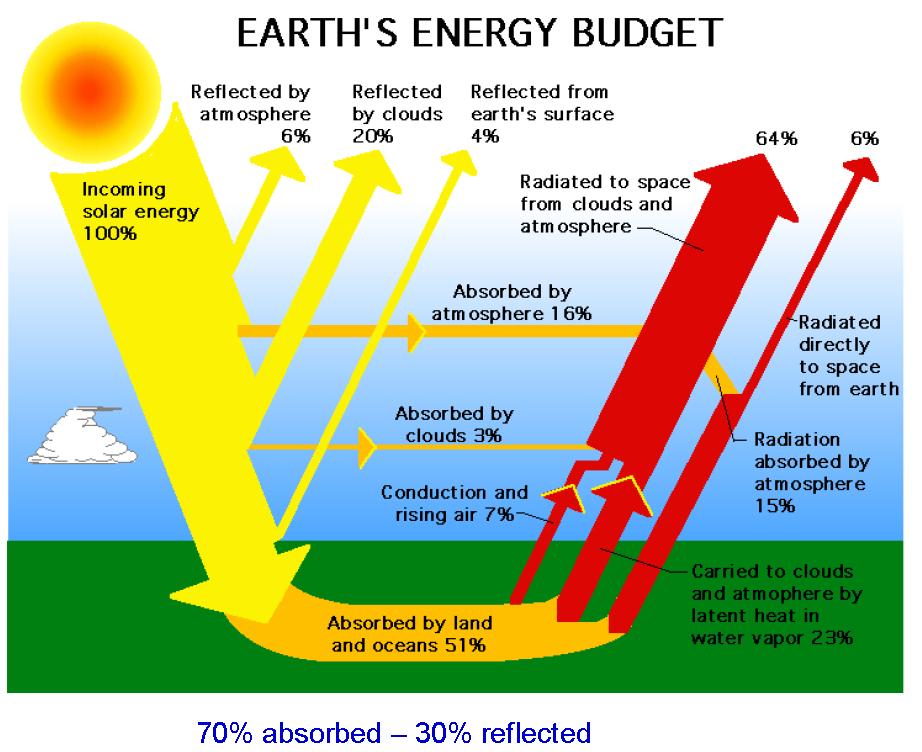 EARTH'S ENERGY BUDGET
Reflected by
atmosphere
6%
Reflected
by clouds
20%
Reflected from
earth's surface
4%
64%
6%
Incoming
solar energy
100%
Radiated to space
from clouds and
atmosphere
Absorbed by
atmosphere 16%
Radiated
directly
to space
from earth
Absorbed by
clouds 3%
Radiation
absorbed by
atmosphere
15%
Conduction and
rising air 7%
Carried to clouds
and atmophere by
latent heat in
water vapor 23%
Absorbed by land
and oceans 51%
70% absorbed – 30% reflected